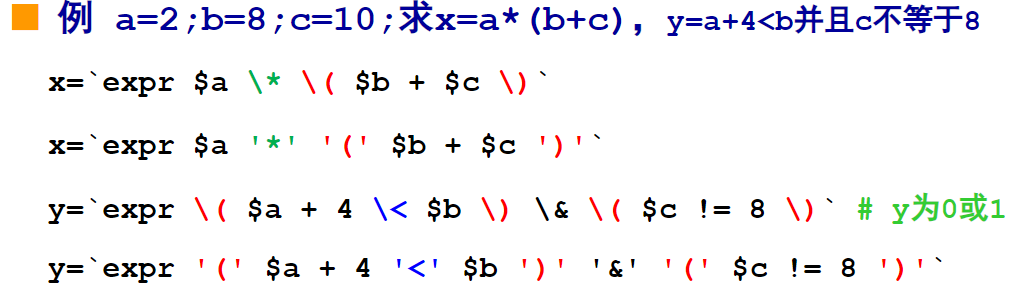 例 a=2;b=8;c=10;求x=a*(b+c)，y=a+4<b并且c不等于8
x=`expr $a \* \( $b + $c \)`
x=`expr $a '*' '(' $b + $c ')'`
y=`expr \( $a + 4 \< $b \) \& \( $c != 8 \)` # y为0或1
y=`expr '(' $a + 4 '<' $b ')' '&' '(' $c != 8 ')'`